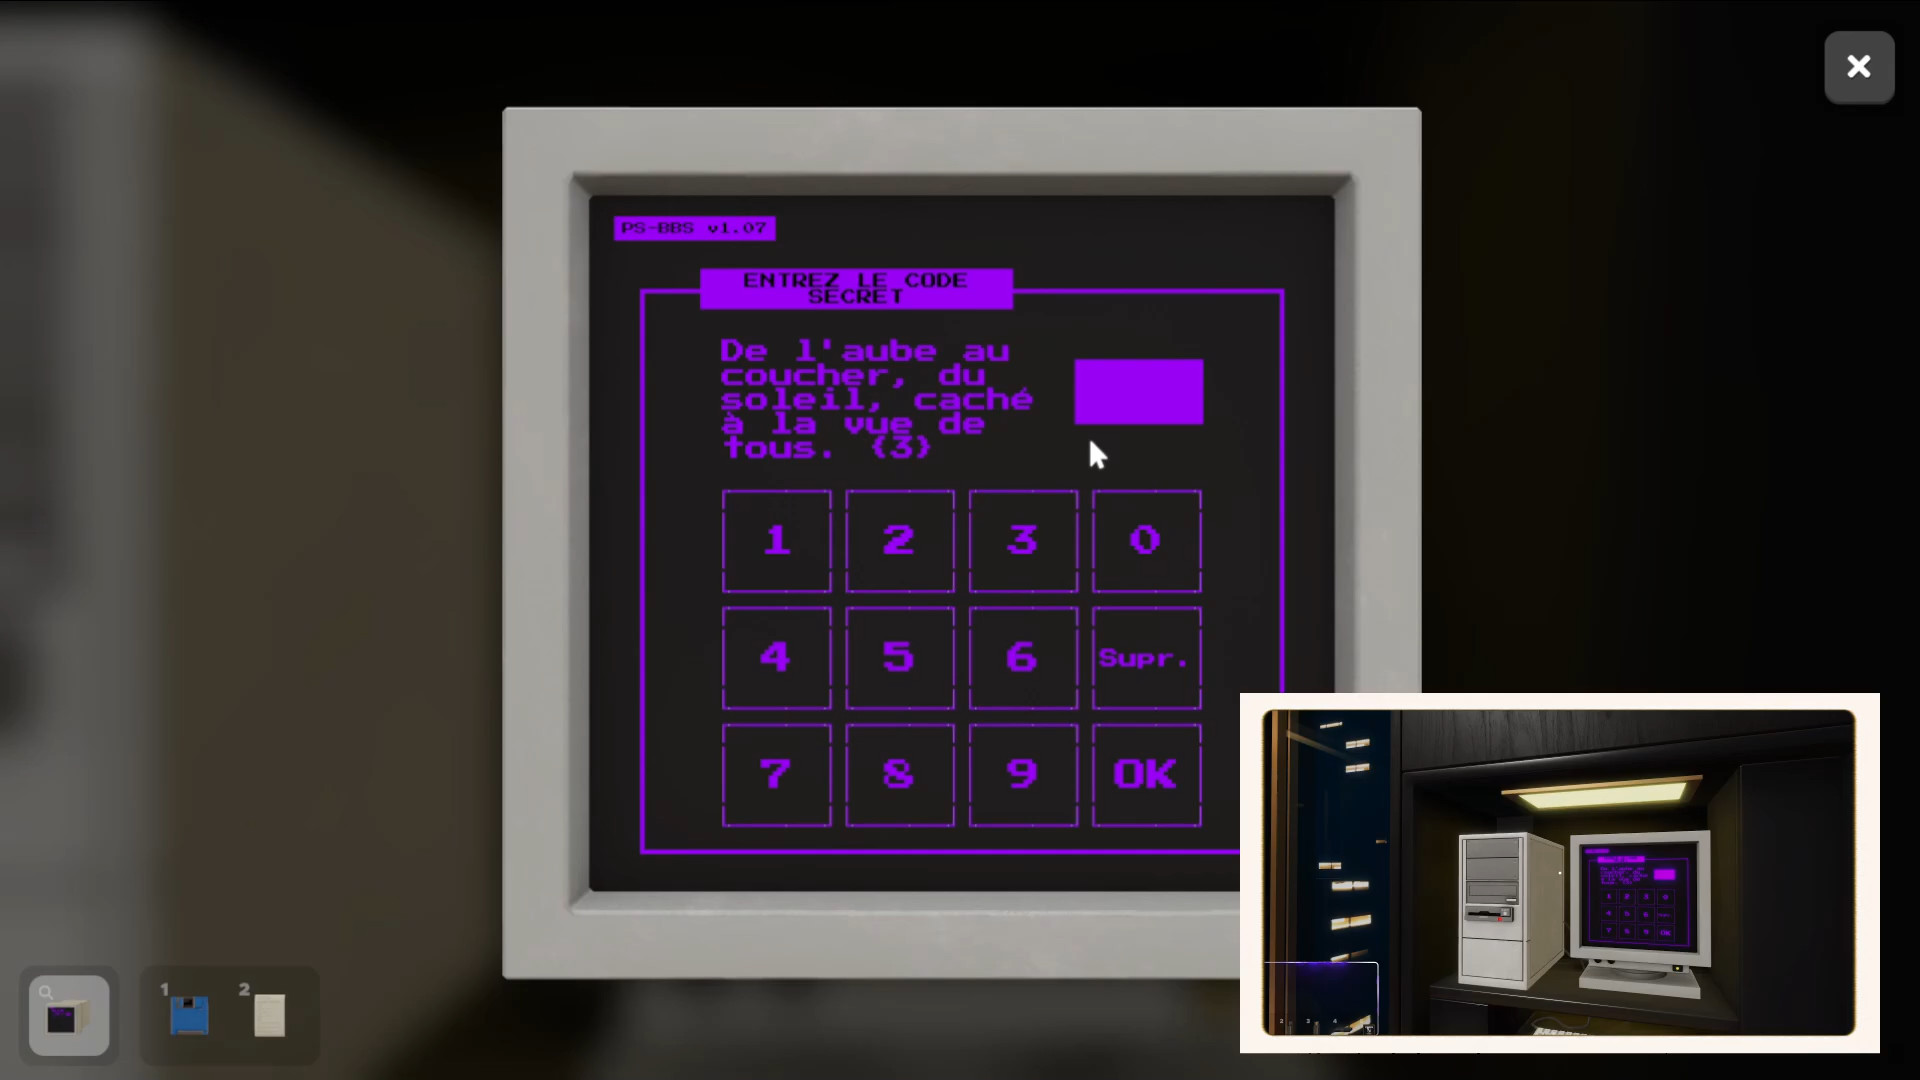 PS-BBS v1.07
ENTREZ LE CODE
SECRET
De l'aube au
coucher, du
soleil, caché
à la vue de
tous. {3}
1 2 3 0
4 5 6 Supr.
7 8 9 OK
1 2